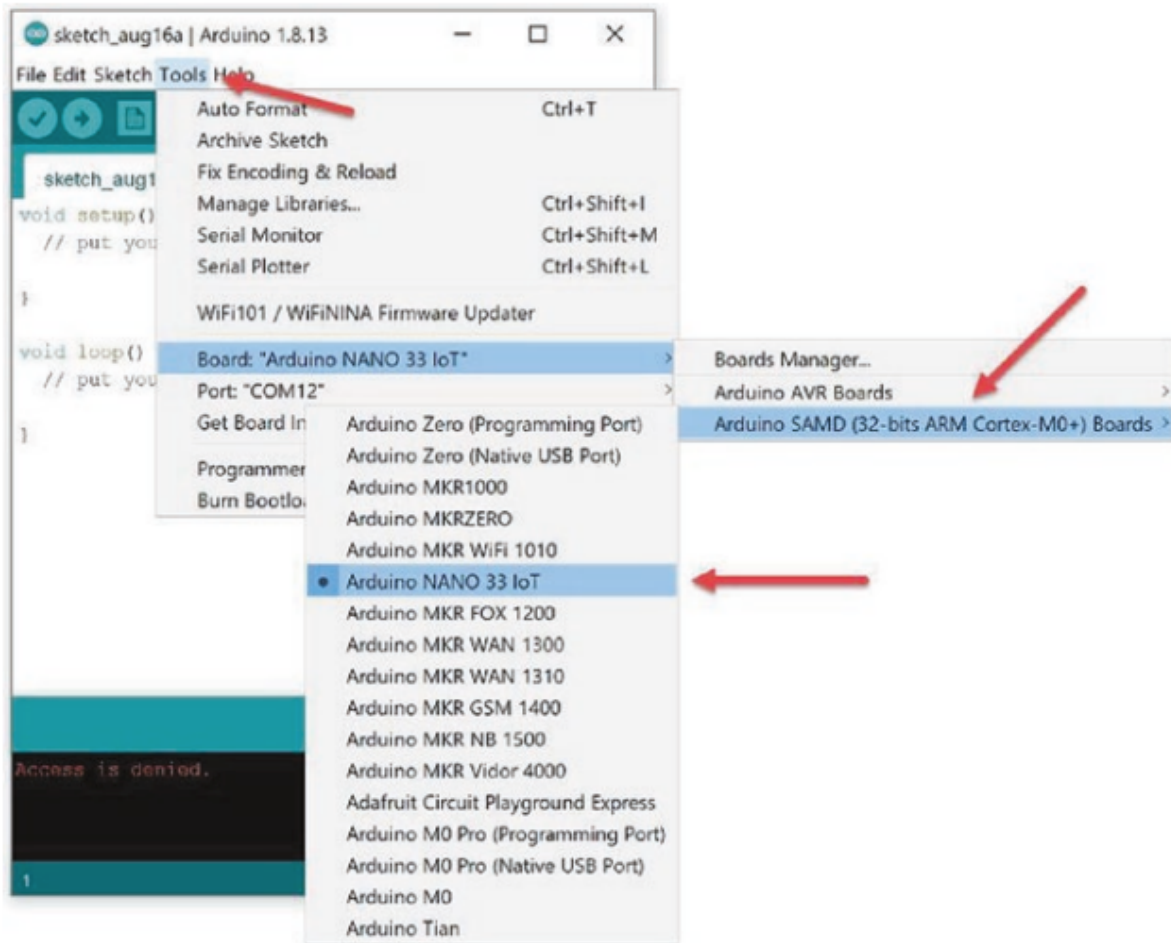 sketch_aug16a | Arduino 1.8.13
File Edit Sketch Tools Help
Auto Format Ctrl+T
Archive Sketch
Fix Encoding & Reload
sketch_aug1
Manage Libraries... Ctrl+Shift+I
void setup()
Serial Monitor Ctrl+Shift+M
// put you
Serial Plotter Ctrl+Shift+L
}
WiFi101 / WiFiNINA Firmware Updater
void loop()
Board: "Arduino NANO 33 IoT" >
Boards Manager...
// put you
Port: "COM12" >
Arduino AVR Boards >
Get Board In
Arduino SAMD (32-bits ARM Cortex-M0+) Boards >
}
Programmer
Burn Bootloa
Arduino Zero (Programming Port)
Arduino Zero (Native USB Port)
Arduino MKR1000
Arduino MKRZERO
Arduino MKR WiFi 1010
Arduino NANO 33 IoT
Arduino MKR FOX 1200
Arduino MKR WAN 1300
Arduino MKR WAN 1310
Arduino MKR GSM 1400
Arduino MKR NB 1500
Arduino MKR Vidor 4000
Adafruit Circuit Playground Express
Arduino M0 Pro (Programming Port)
Arduino M0 Pro (Native USB Port)
Arduino M0
Arduino Tian
Access is denied.
1